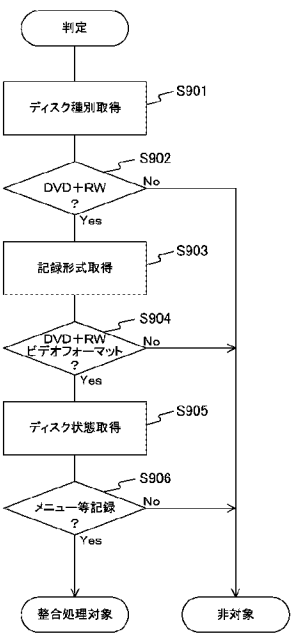 判定
ディスク種別取得
S901
DVD+RW
?
S902
No
Yes
記録形式取得
S903
DVD+RW
ビデオフォーマット
?
S904
No
Yes
ディスク状態取得
S905
メニュー等記録
?
S906
No
Yes
整合処理対象
非対象